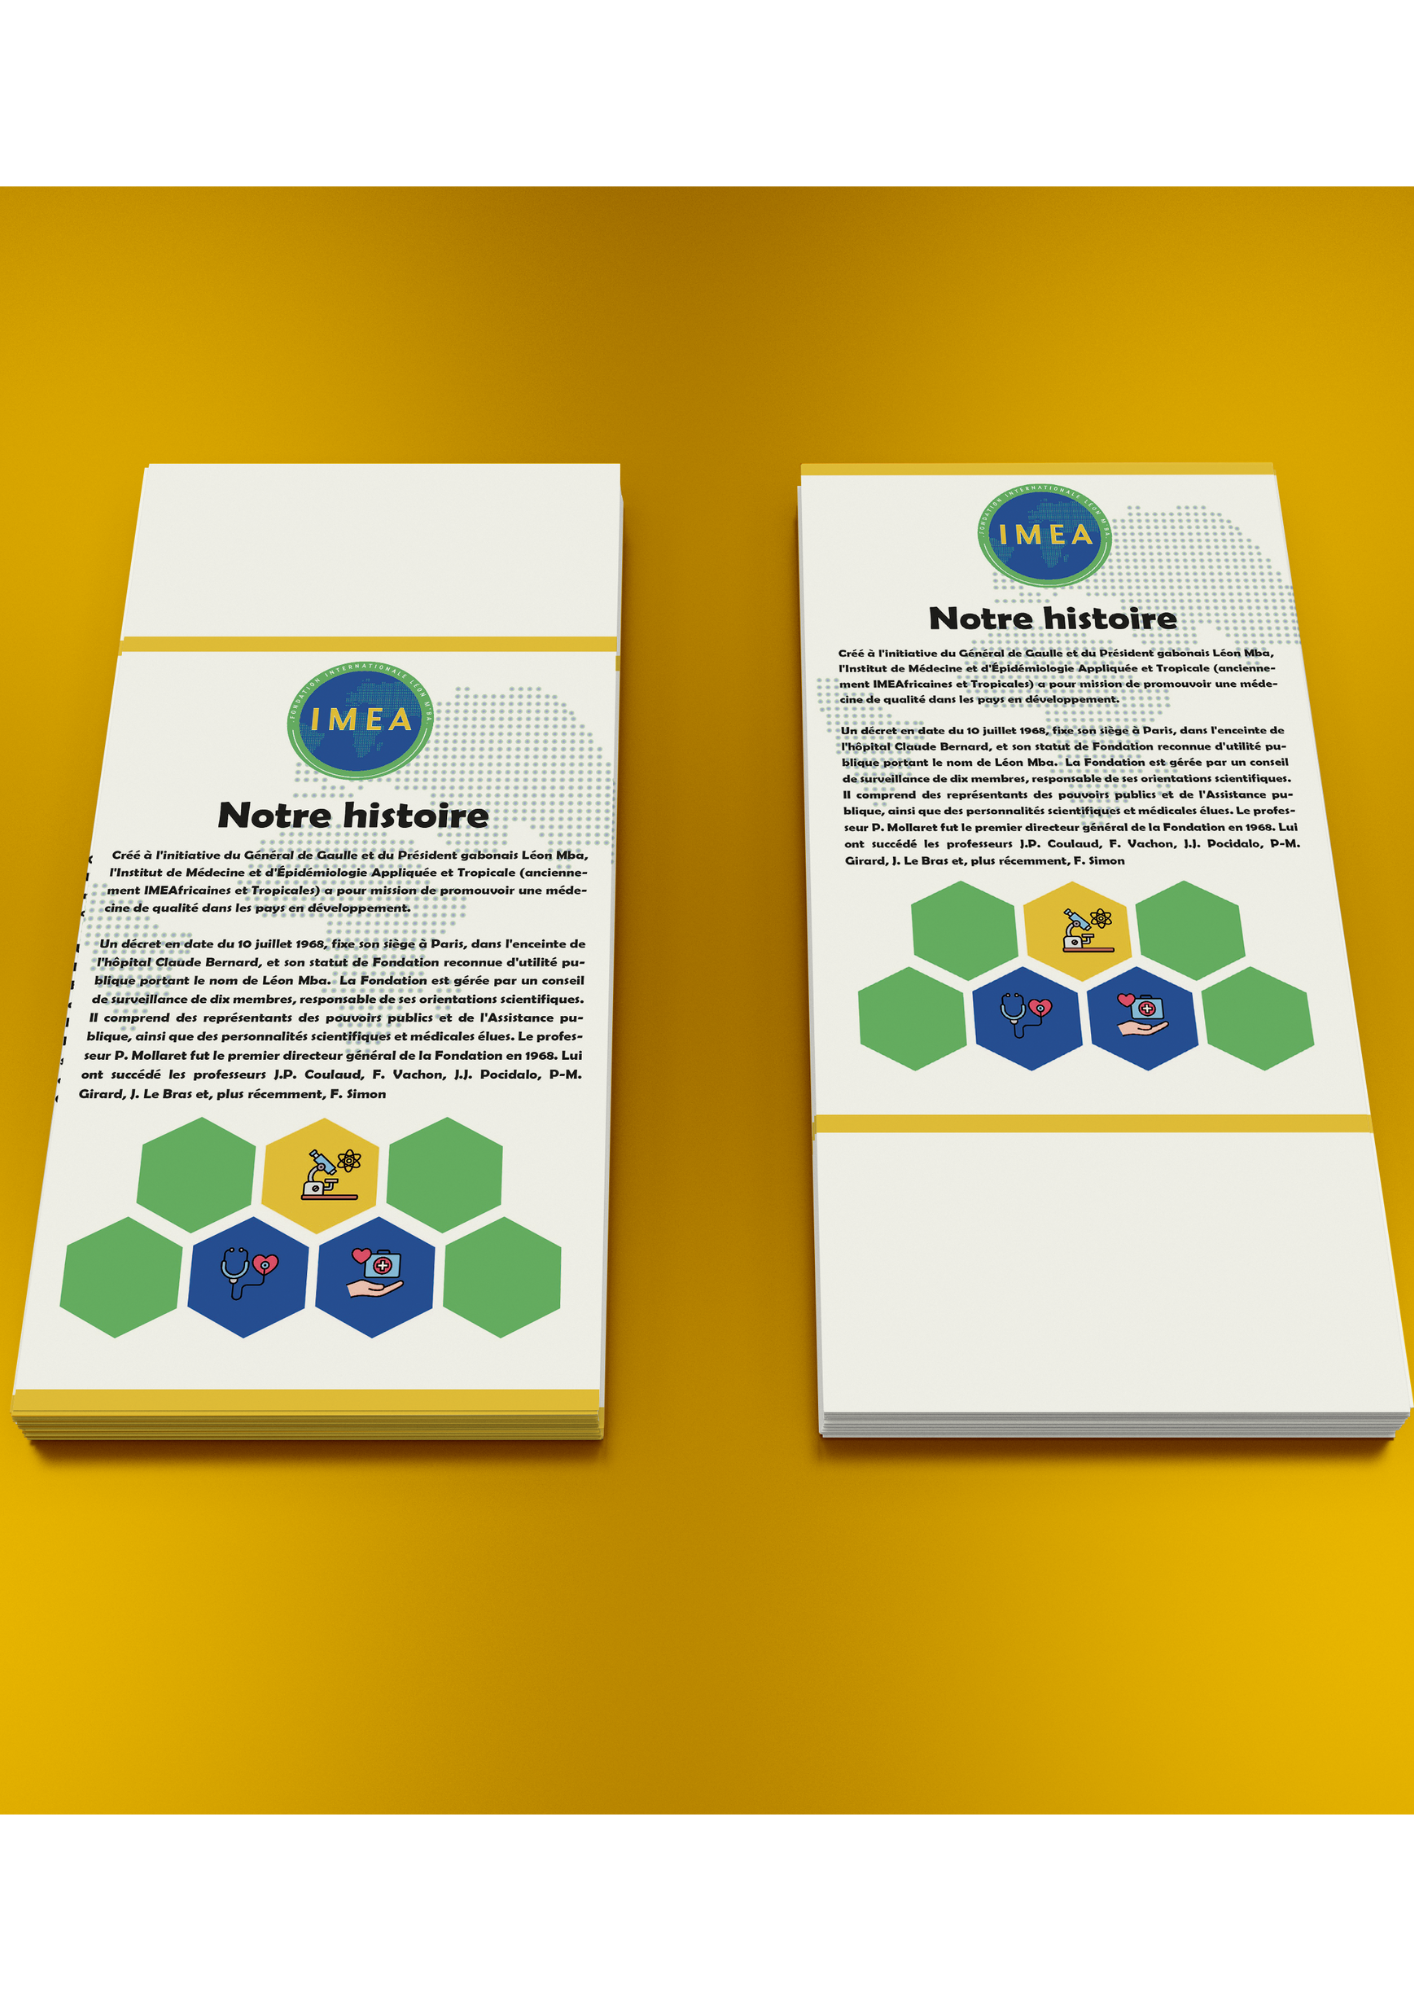 FONDATION INTERNATIONALE LÉON M'BA
IMEA
Notre histoire
Créé à l'initiative du Général de Gaulle et du Président gabonais Léon Mba,
l'Institut de Médecine et d'Épidémiologie Appliquée et Tropicale (ancienne-
ment IMEAfricaines et Tropicales) a pour mission de promouvoir une méde-
cine de qualité dans les pays en développement.
Un décret en date du 10 juillet 1968, fixe son siège à Paris, dans l'enceinte de
l'hôpital Claude Bernard, et son statut de Fondation reconnue d'utilité pu-
blique portant le nom de Léon Mba.  La Fondation est gérée par un conseil
de surveillance de dix membres, responsable de ses orientations scientifiques.
Il comprend des représentants des pouvoirs publics et de l'Assistance pu-
blique, ainsi que des personnalités scientifiques et médicales élues. Le profes-
seur P. Mollaret fut le premier directeur général de la Fondation en 1968. Lui
ont succédé les professeurs J.P. Coulaud, F. Vachon, J.J. Pocidalo, P-M.
Girard, J. Le Bras et, plus récemment, F. Simon
FONDATION INTERNATIONALE LÉON M'BA
IMEA
Notre histoire
Créé à l'initiative du Général de Gaulle et du Président gabonais Léon Mba,
l'Institut de Médecine et d'Épidémiologie Appliquée et Tropicale (ancienne-
ment IMEAfricaines et Tropicales) a pour mission de promouvoir une méde-
cine de qualité dans les pays en développement.
Un décret en date du 10 juillet 1968, fixe son siège à Paris, dans l'enceinte de
l'hôpital Claude Bernard, et son statut de Fondation reconnue d'utilité pu-
blique portant le nom de Léon Mba.  La Fondation est gérée par un conseil
de surveillance de dix membres, responsable de ses orientations scientifiques.
Il comprend des représentants des pouvoirs publics et de l'Assistance pu-
blique, ainsi que des personnalités scientifiques et médicales élues. Le profes-
seur P. Mollaret fut le premier directeur général de la Fondation en 1968. Lui
ont succédé les professeurs J.P. Coulaud, F. Vachon, J.J. Pocidalo, P-M.
Girard, J. Le Bras et, plus récemment, F. Simon